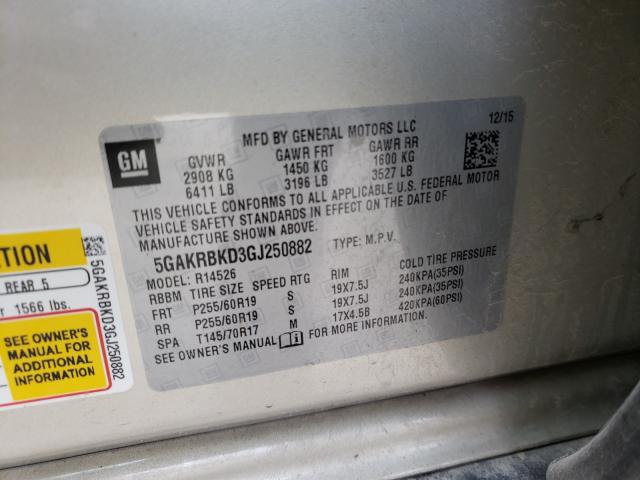 GM
MFD BY GENERAL MOTORS LLC
12/15
GVWR GAWR FRT GAWR RR
2908 KG 1450 KG 1600 KG
6411 LB 3196 LB 3527 LB
THIS VEHICLE CONFORMS TO ALL APPLICABLE U.S. FEDERAL MOTOR
VEHICLE SAFETY STANDARDS IN EFFECT ON THE DATE OF
MANUFACTURE SHOWN ABOVE.
5GAKRBKD3GJ250882 TYPE: M.P.V.
MODEL: R14526
RBBM TIRE SIZE SPEED RTG RIM COLD TIRE PRESSURE
FRT P255/60R19 S 19X7.5J 240KPA(35PSI)
RR P255/60R19 S 19X7.5J 240KPA(35PSI)
SPA T145/70R17 M 17X4.5B 420KPA(60PSI)
SEE OWNER'S MANUAL FOR MORE INFORMATION
REAR 5
1566 lbs.
SEE OWNER'S
MANUAL FOR
ADDITIONAL
INFORMATION
5GAKRBKD3GJ250882